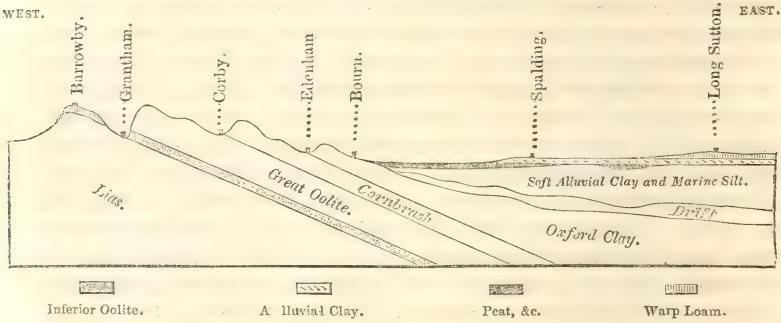 WEST.
EAST.
Barrowby.
Grantham.
Corby.
Edenham
Bourn.
Spalding.
Long Sutton.
Lias.
Great Oolite.
Cornbrash
Soft Alluvial Clay and Marine Silt.
Drift
Oxford Clay.
Inferior Oolite.
A lluvial Clay.
Peat, &c.
Warp Loam.